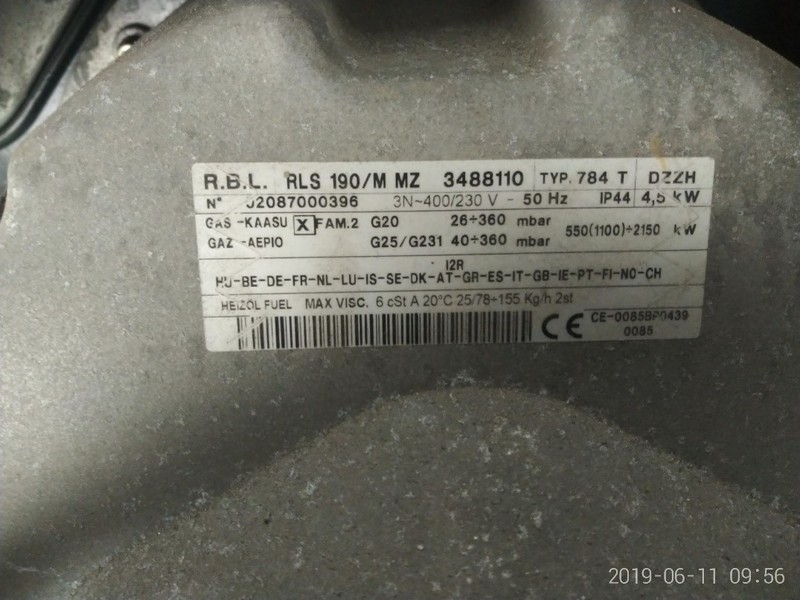 R.B.L. RLS 190/M MZ 3488110 TYP. 784 T DZZH
N° 02087000396 3N~400/230 V - 50 Hz IP44 4,5 kW
GAS -KAASU X FAM.2 G20 26÷360 mbar 550(1100)÷2150 kW
GAZ -AEPIO G25/G231 40÷360 mbar
I2R
HU-BE-DE-FR-NL-LU-IS-SE-DK-AT-GR-ES-IT-GB-IE-PT-FI-NO-CH
HEIZÖL FUEL MAX VISC. 6 cSt A 20°C 25/78÷155 Kg/h 2st
CE CE-0085BP0439
0085
2019-06-11 09:56